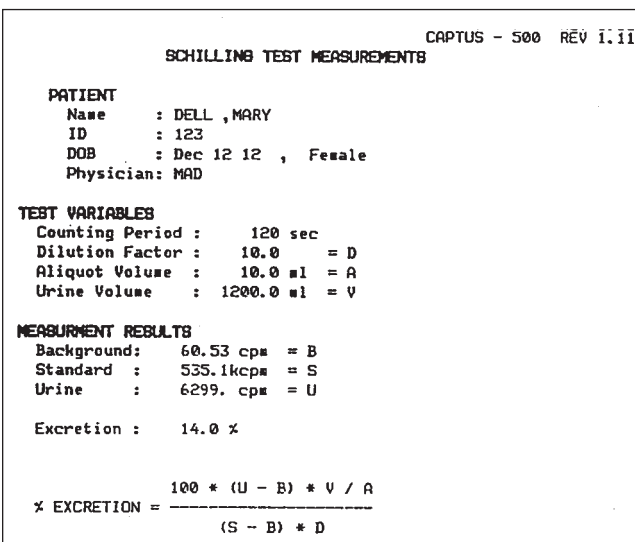 CAPTUS - 500 REV 1.11
SCHILLING TEST MEASUREMENTS
PATIENT
Name : DELL ,MARY
ID : 123
DOB : Dec 12 12 , Female
Physician: MAD
TEST VARIABLES
Counting Period : 120 sec
Dilution Factor : 10.0 = D
Aliquot Volume : 10.0 ml = A
Urine Volume : 1200.0 ml = V
MEASURMENT RESULTS
Background: 60.53 cpm = B
Standard : 535.1kcpm = S
Urine : 6299. cpm = U
Excretion : 14.0 %
100 * (U - B) * V / A
% EXCRETION = ---------------------
(S - B) * D